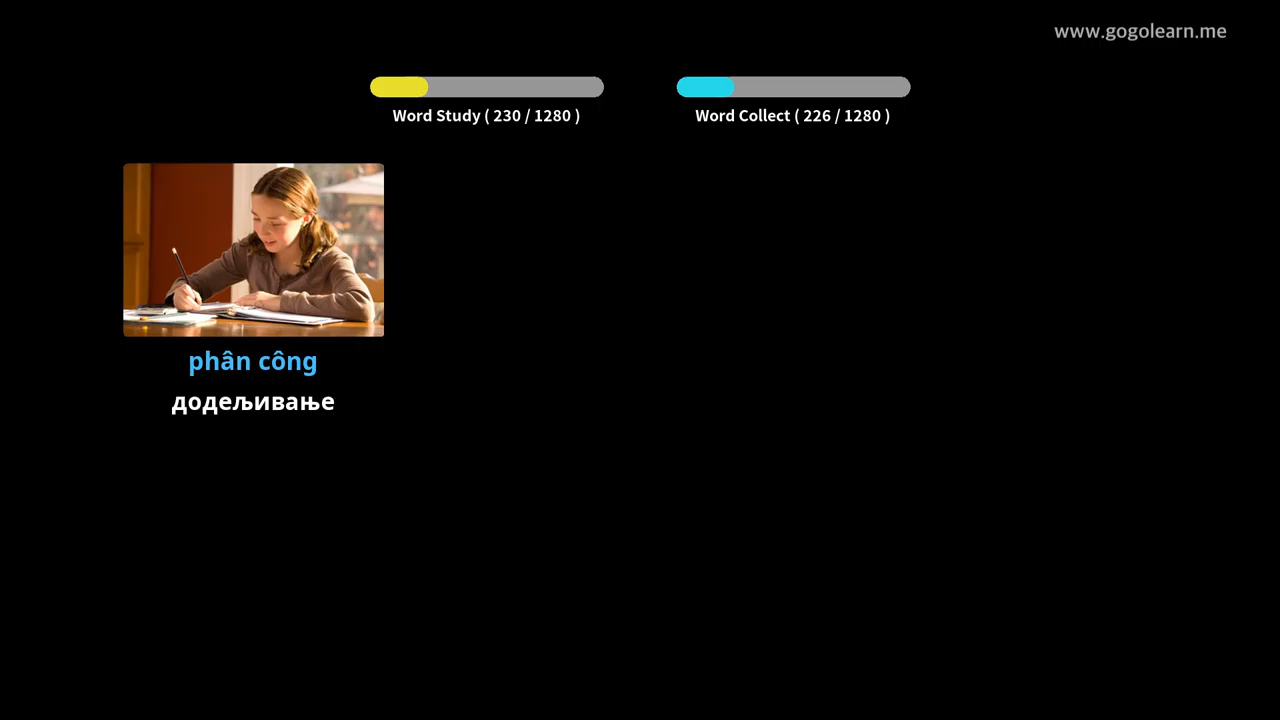 www.gogolearn.me
Word Study ( 230 / 1280 )
Word Collect ( 226 / 1280 )
phân công
додељивање